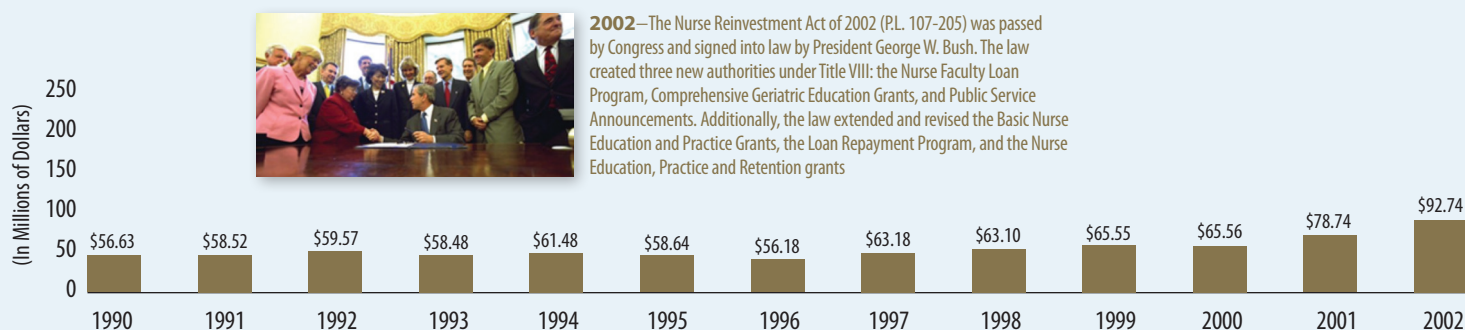 2002–The Nurse Reinvestment Act of 2002 (P.L. 107-205) was passed
by Congress and signed into law by President George W. Bush. The law
created three new authorities under Title VIII: the Nurse Faculty Loan
Program, Comprehensive Geriatric Education Grants, and Public Service
Announcements. Additionally, the law extended and revised the Basic Nurse
Education and Practice Grants, the Loan Repayment Program, and the Nurse
Education, Practice and Retention grants
(In Millions of Dollars)
250
200
150
100
50
0
$56.63 $58.52 $59.57 $58.48 $61.48 $58.64 $56.18 $63.18 $63.10 $65.55 $65.56 $78.74 $92.74
1990 1991 1992 1993 1994 1995 1996 1997 1998 1999 2000 2001 2002